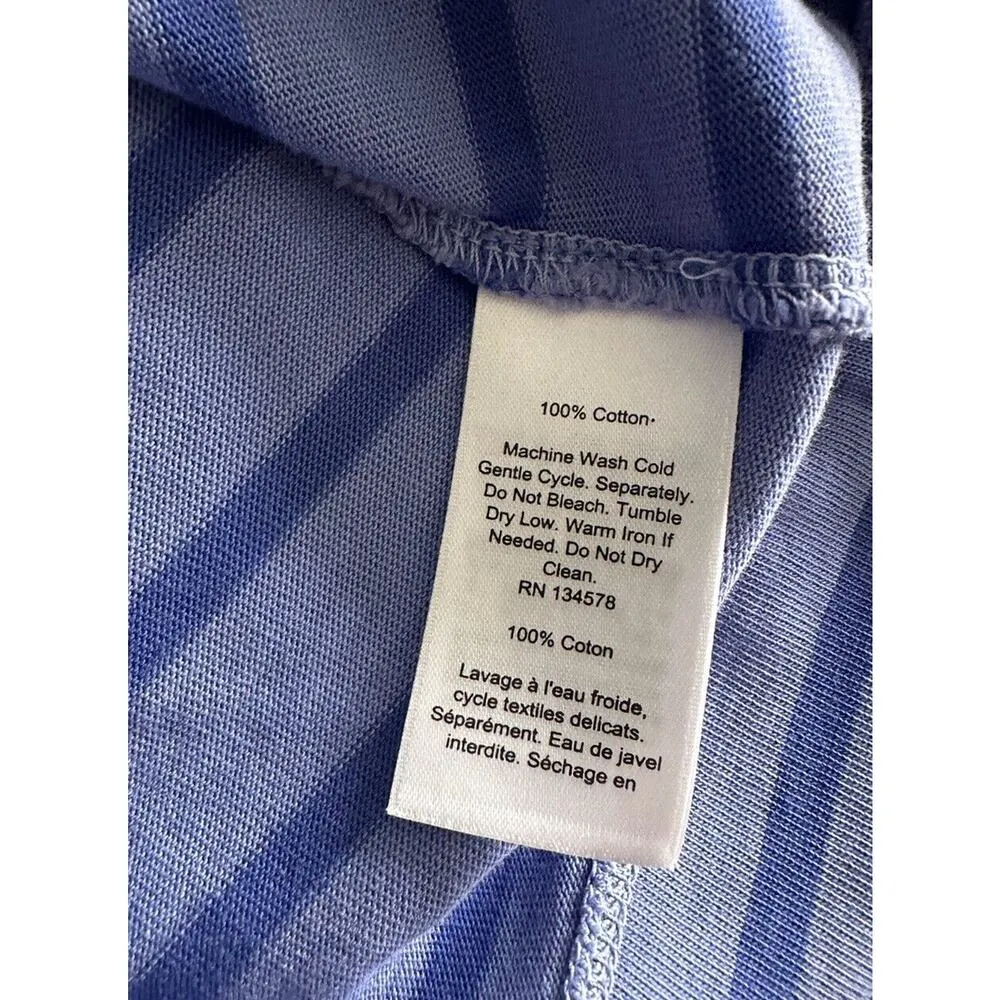 100% Cotton.
Machine Wash Cold
Gentle Cycle. Separately.
Do Not Bleach. Tumble
Dry Low. Warm Iron If
Needed. Do Not Dry
Clean.
RN 134578
100% Coton
Lavage à l'eau froide,
cycle textiles delicats.
Séparément. Eau de javel
interdite. Séchage en